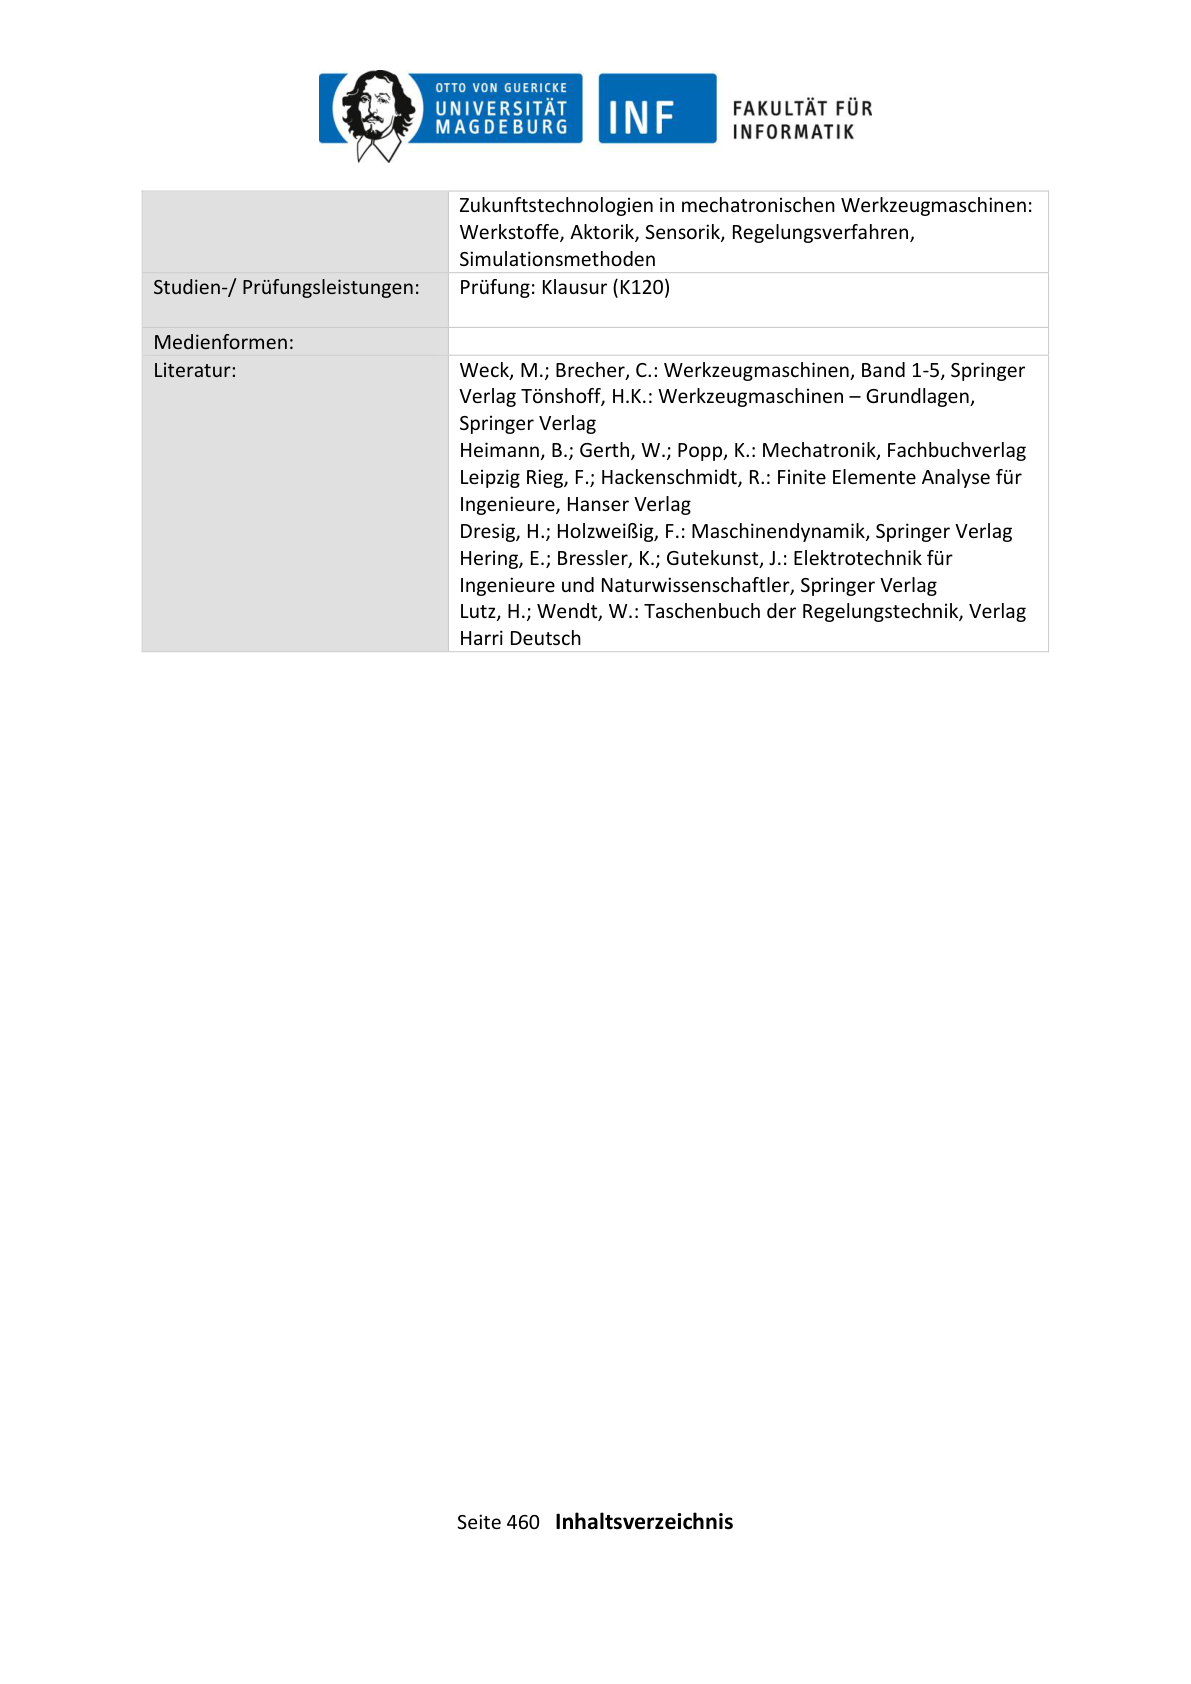 OTTO VON GUERICKE
UNIVERSITÄT
MAGDEBURG
INF
FAKULTÄT FÜR
INFORMATIK
Zukunftstechnologien in mechatronischen Werkzeugmaschinen:
Werkstoffe, Aktorik, Sensorik, Regelungsverfahren,
Simulationsmethoden
Studien-/ Prüfungsleistungen:
Prüfung: Klausur (K120)
Medienformen:
Literatur:
Weck, M.; Brecher, C.: Werkzeugmaschinen, Band 1-5, Springer
Verlag Tönshoff, H.K.: Werkzeugmaschinen – Grundlagen,
Springer Verlag
Heimann, B.; Gerth, W.; Popp, K.: Mechatronik, Fachbuchverlag
Leipzig Rieg, F.; Hackenschmidt, R.: Finite Elemente Analyse für
Ingenieure, Hanser Verlag
Dresig, H.; Holzweißig, F.: Maschinendynamik, Springer Verlag
Hering, E.; Bressler, K.; Gutekunst, J.: Elektrotechnik für
Ingenieure und Naturwissenschaftler, Springer Verlag
Lutz, H.; Wendt, W.: Taschenbuch der Regelungstechnik, Verlag
Harri Deutsch
Seite 460 Inhaltsverzeichnis